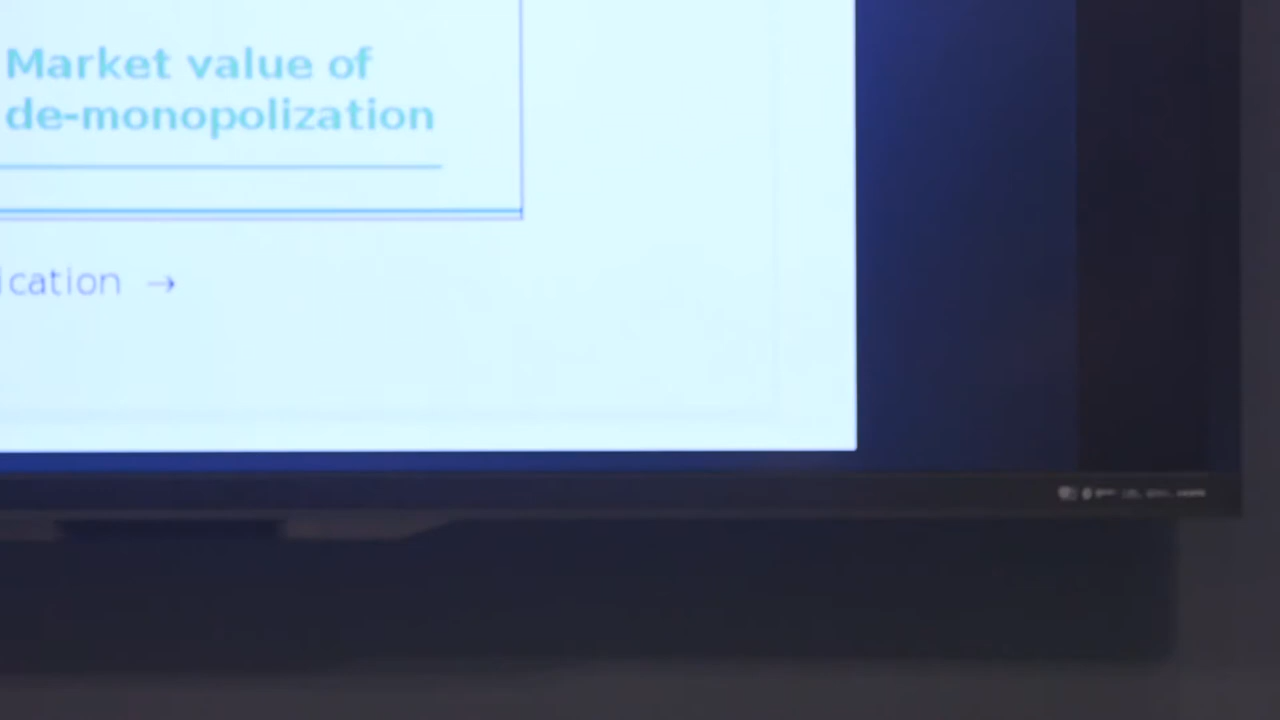 Market value of
de-monopolization
ication →